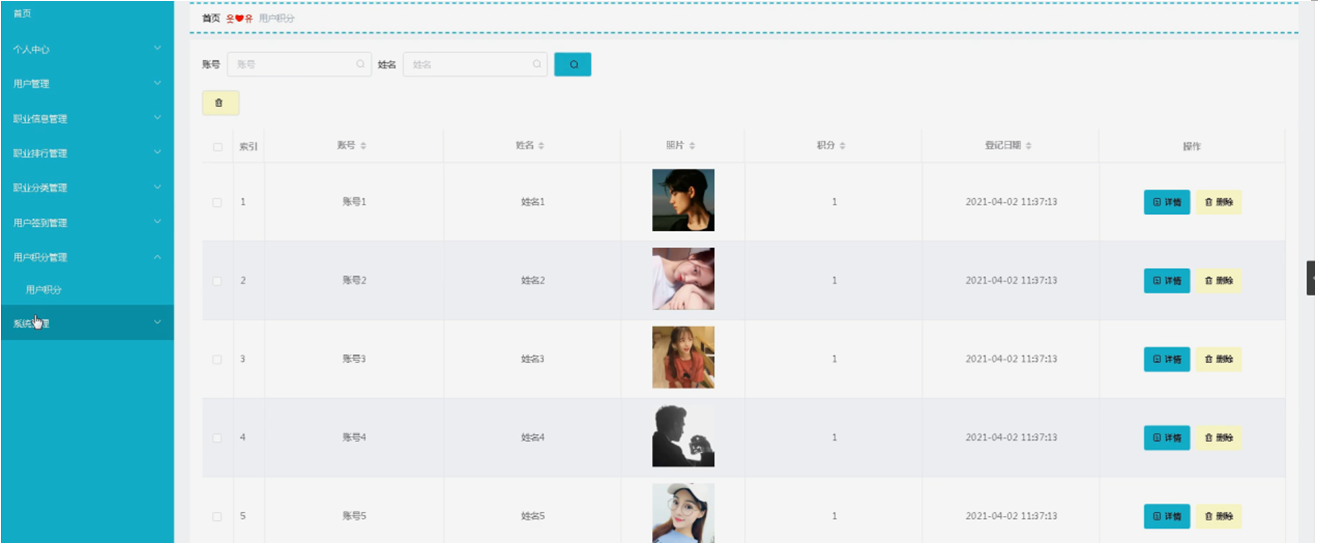 首页
个人中心
用户管理
职业信息管理
职业排行管理
职业分类管理
用户签到管理
用户积分管理
用户积分
系统管理
首页 用户积分
账号 账号 姓名 姓名
索引 账号 姓名 照片 积分 登记日期 操作
1 账号1 姓名1 1 2021-04-02 11:37:13 详情 删除
2 账号2 姓名2 1 2021-04-02 11:37:13 详情 删除
3 账号3 姓名3 1 2021-04-02 11:37:13 详情 删除
4 账号4 姓名4 1 2021-04-02 11:37:13 详情 删除
5 账号5 姓名5 1 2021-04-02 11:37:13 详情 删除